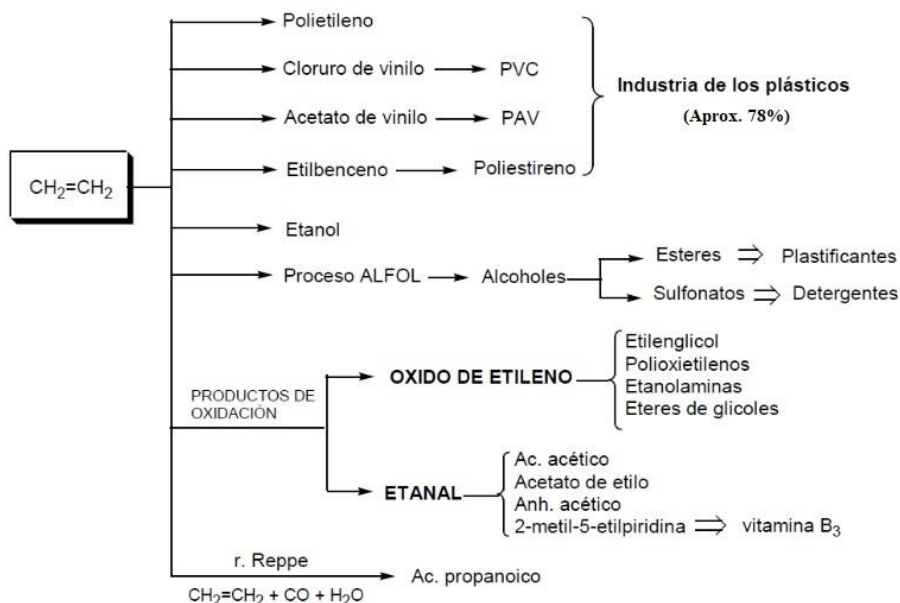 Polietileno
Cloruro de vinilo PVC
Industria de los plásticos
(Aprox. 78%)
Acetato de vinilo PAV
Etilbenceno Poliestireno
CH₂=CH₂
Etanol
Proceso ALFOL Alcoholes
Esteres ⇒ Plastificantes
Sulfonatos ⇒ Detergentes
PRODUCTOS DE
OXIDACIÓN
OXIDO DE ETILENO
Etilenglicol
Polioxietilenos
Etanolaminas
Eteres de glicoles
ETANAL
Ac. acético
Acetato de etilo
Anh. acético
2-metil-5-etilpiridina ⇒ vitamina B₃
r. Reppe
CH₂=CH₂ + CO + H₂O
Ac. propanoico